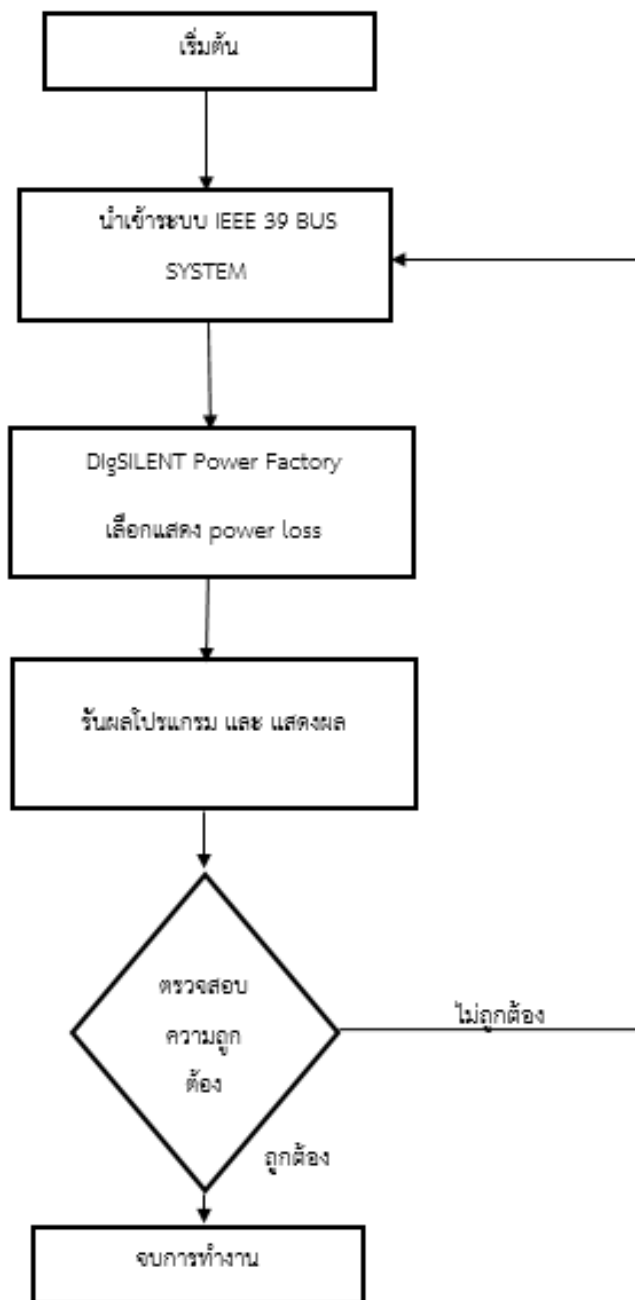 เริ่มต้น
นำเข้าระบบ IEEE 39 BUS
SYSTEM
DIgSILENT Power Factory
เลือกแสดง power loss
รันผลโปรแกรม และ แสดงผล
ตรวจสอบ
ความถูก
ต้อง
ไม่ถูกต้อง
ถูกต้อง
จบการทำงาน